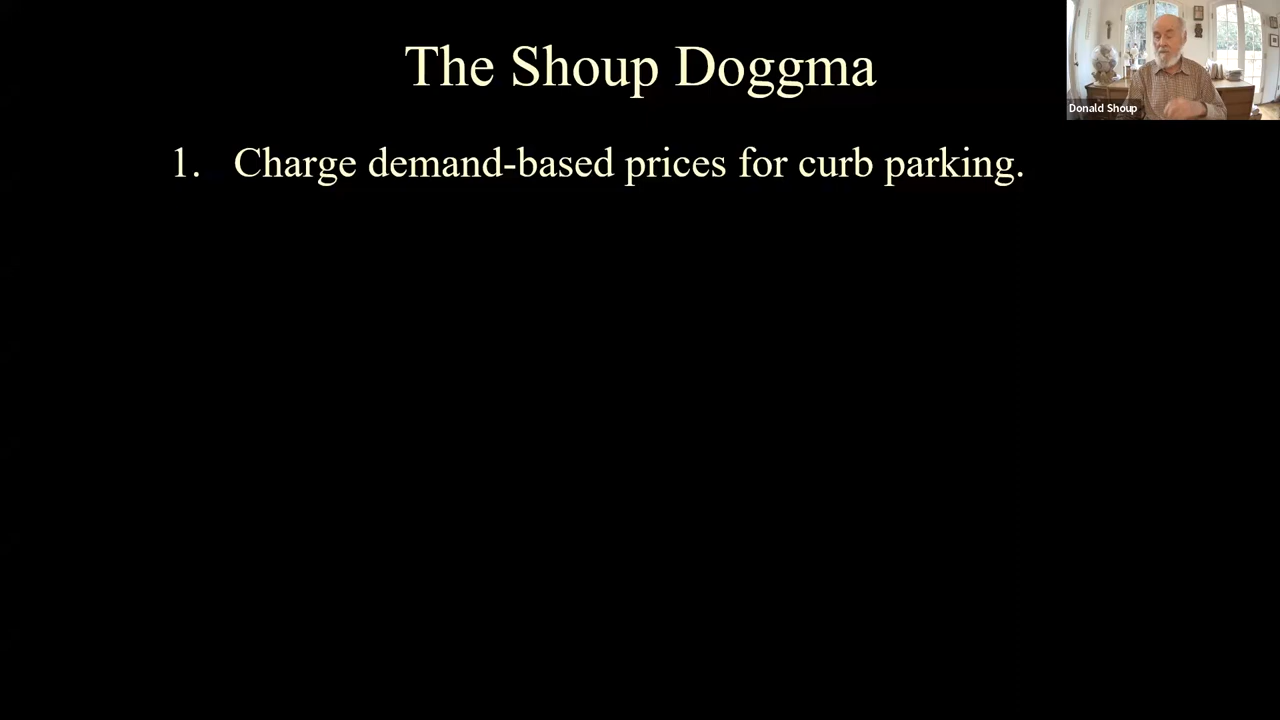 The Shoup Doggma
Donald Shoup
1. Charge demand-based prices for curb parking.